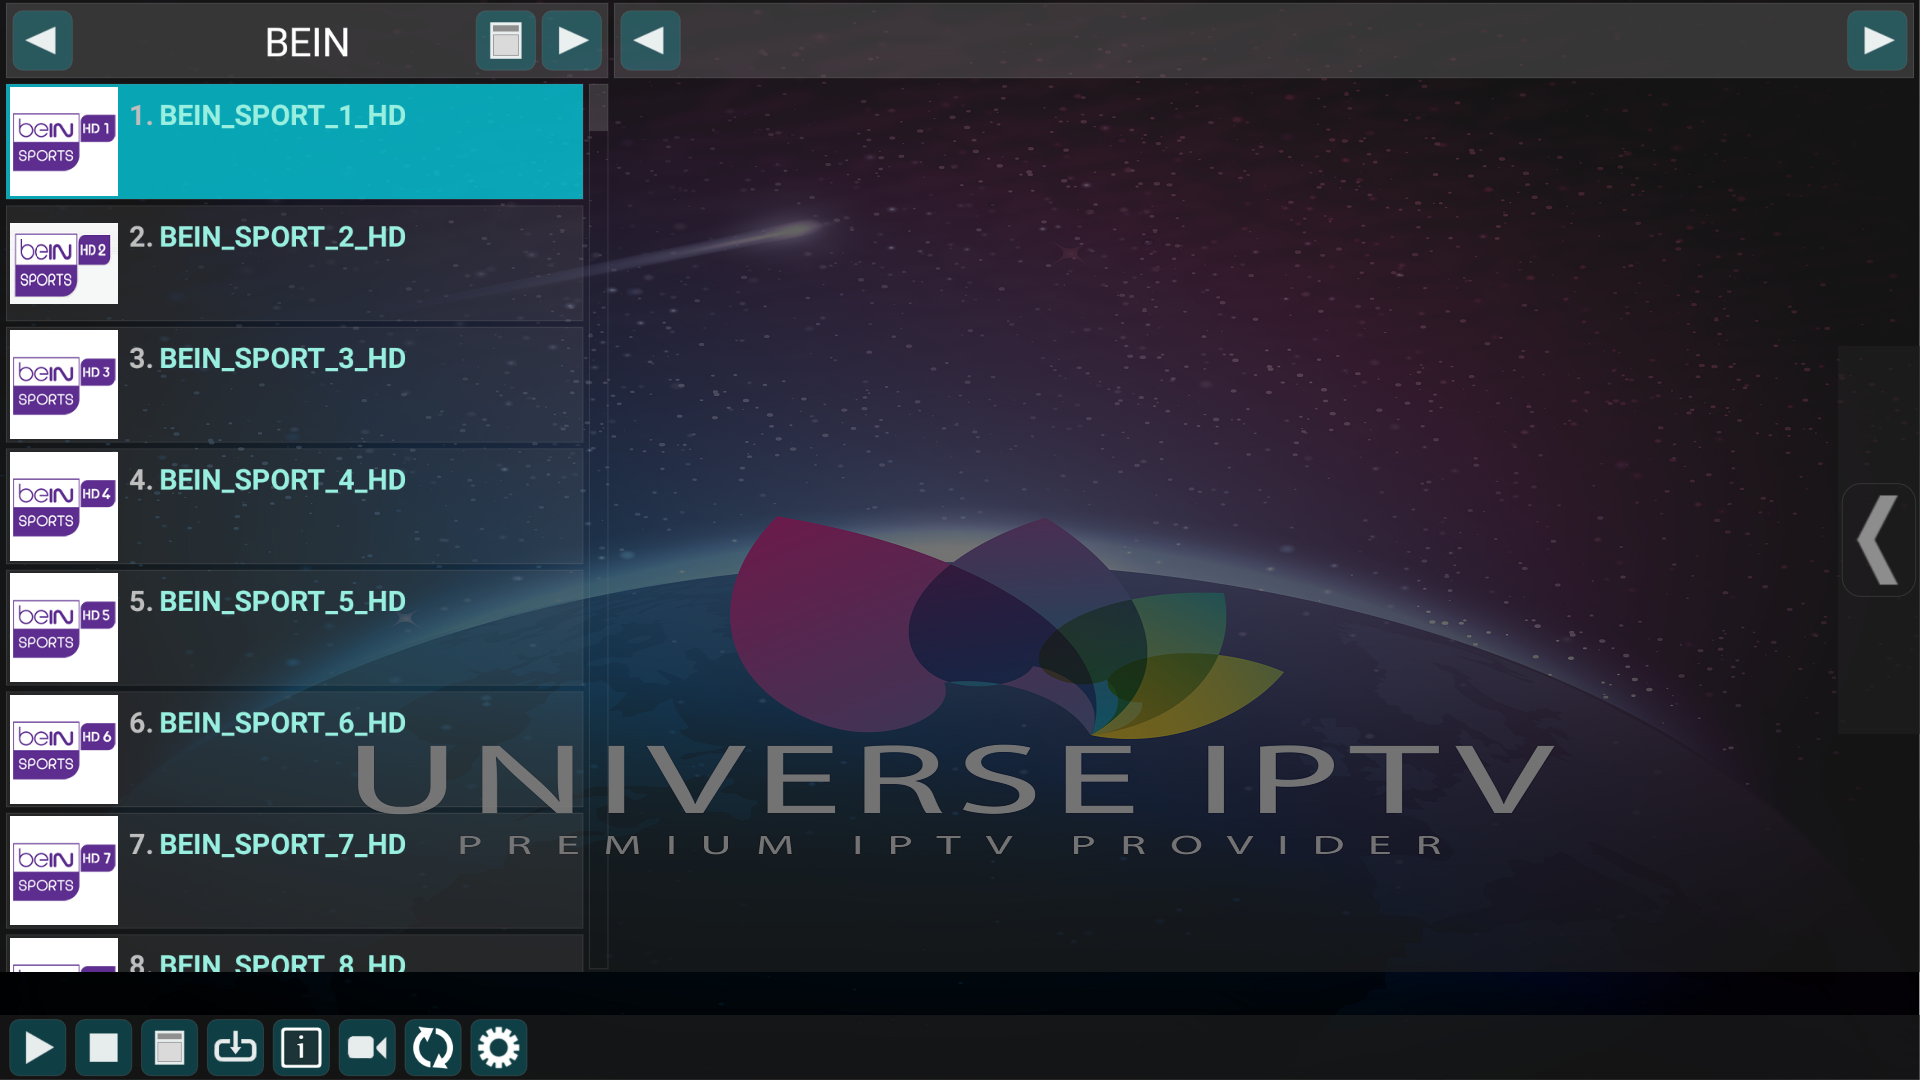 BEIN
beIN HD 1
SPORTS
1. BEIN_SPORT_1_HD
beIN HD 2
SPORTS
2. BEIN_SPORT_2_HD
beIN HD 3
SPORTS
3. BEIN_SPORT_3_HD
beIN HD 4
SPORTS
4. BEIN_SPORT_4_HD
beIN HD 5
SPORTS
5. BEIN_SPORT_5_HD
beIN HD 6
SPORTS
6. BEIN_SPORT_6_HD
beIN HD 7
SPORTS
7. BEIN_SPORT_7_HD
8. BEIN_SPORT_8_HD
UNIVERSE IPTV
PREMIUM IPTV PROVIDER